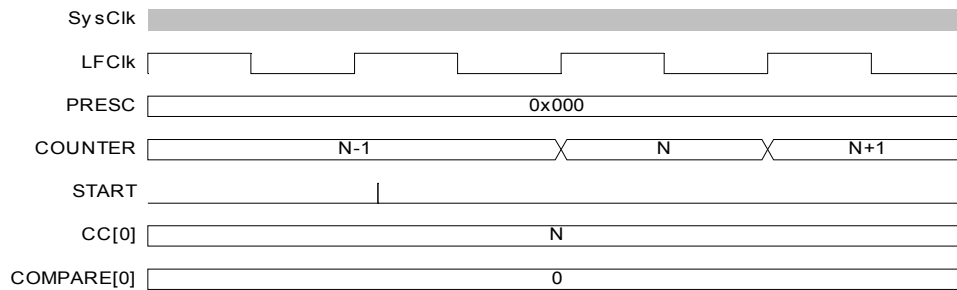 SysClk
LFClk
PRESC 0x000
COUNTER N-1 N N+1
START
CC[0] N
COMPARE[0] 0